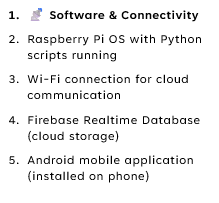 1. Software & Connectivity
2. Raspberry Pi OS with Python
scripts running
3. Wi-Fi connection for cloud
communication
4. Firebase Realtime Database
(cloud storage)
5. Android mobile application
(installed on phone)